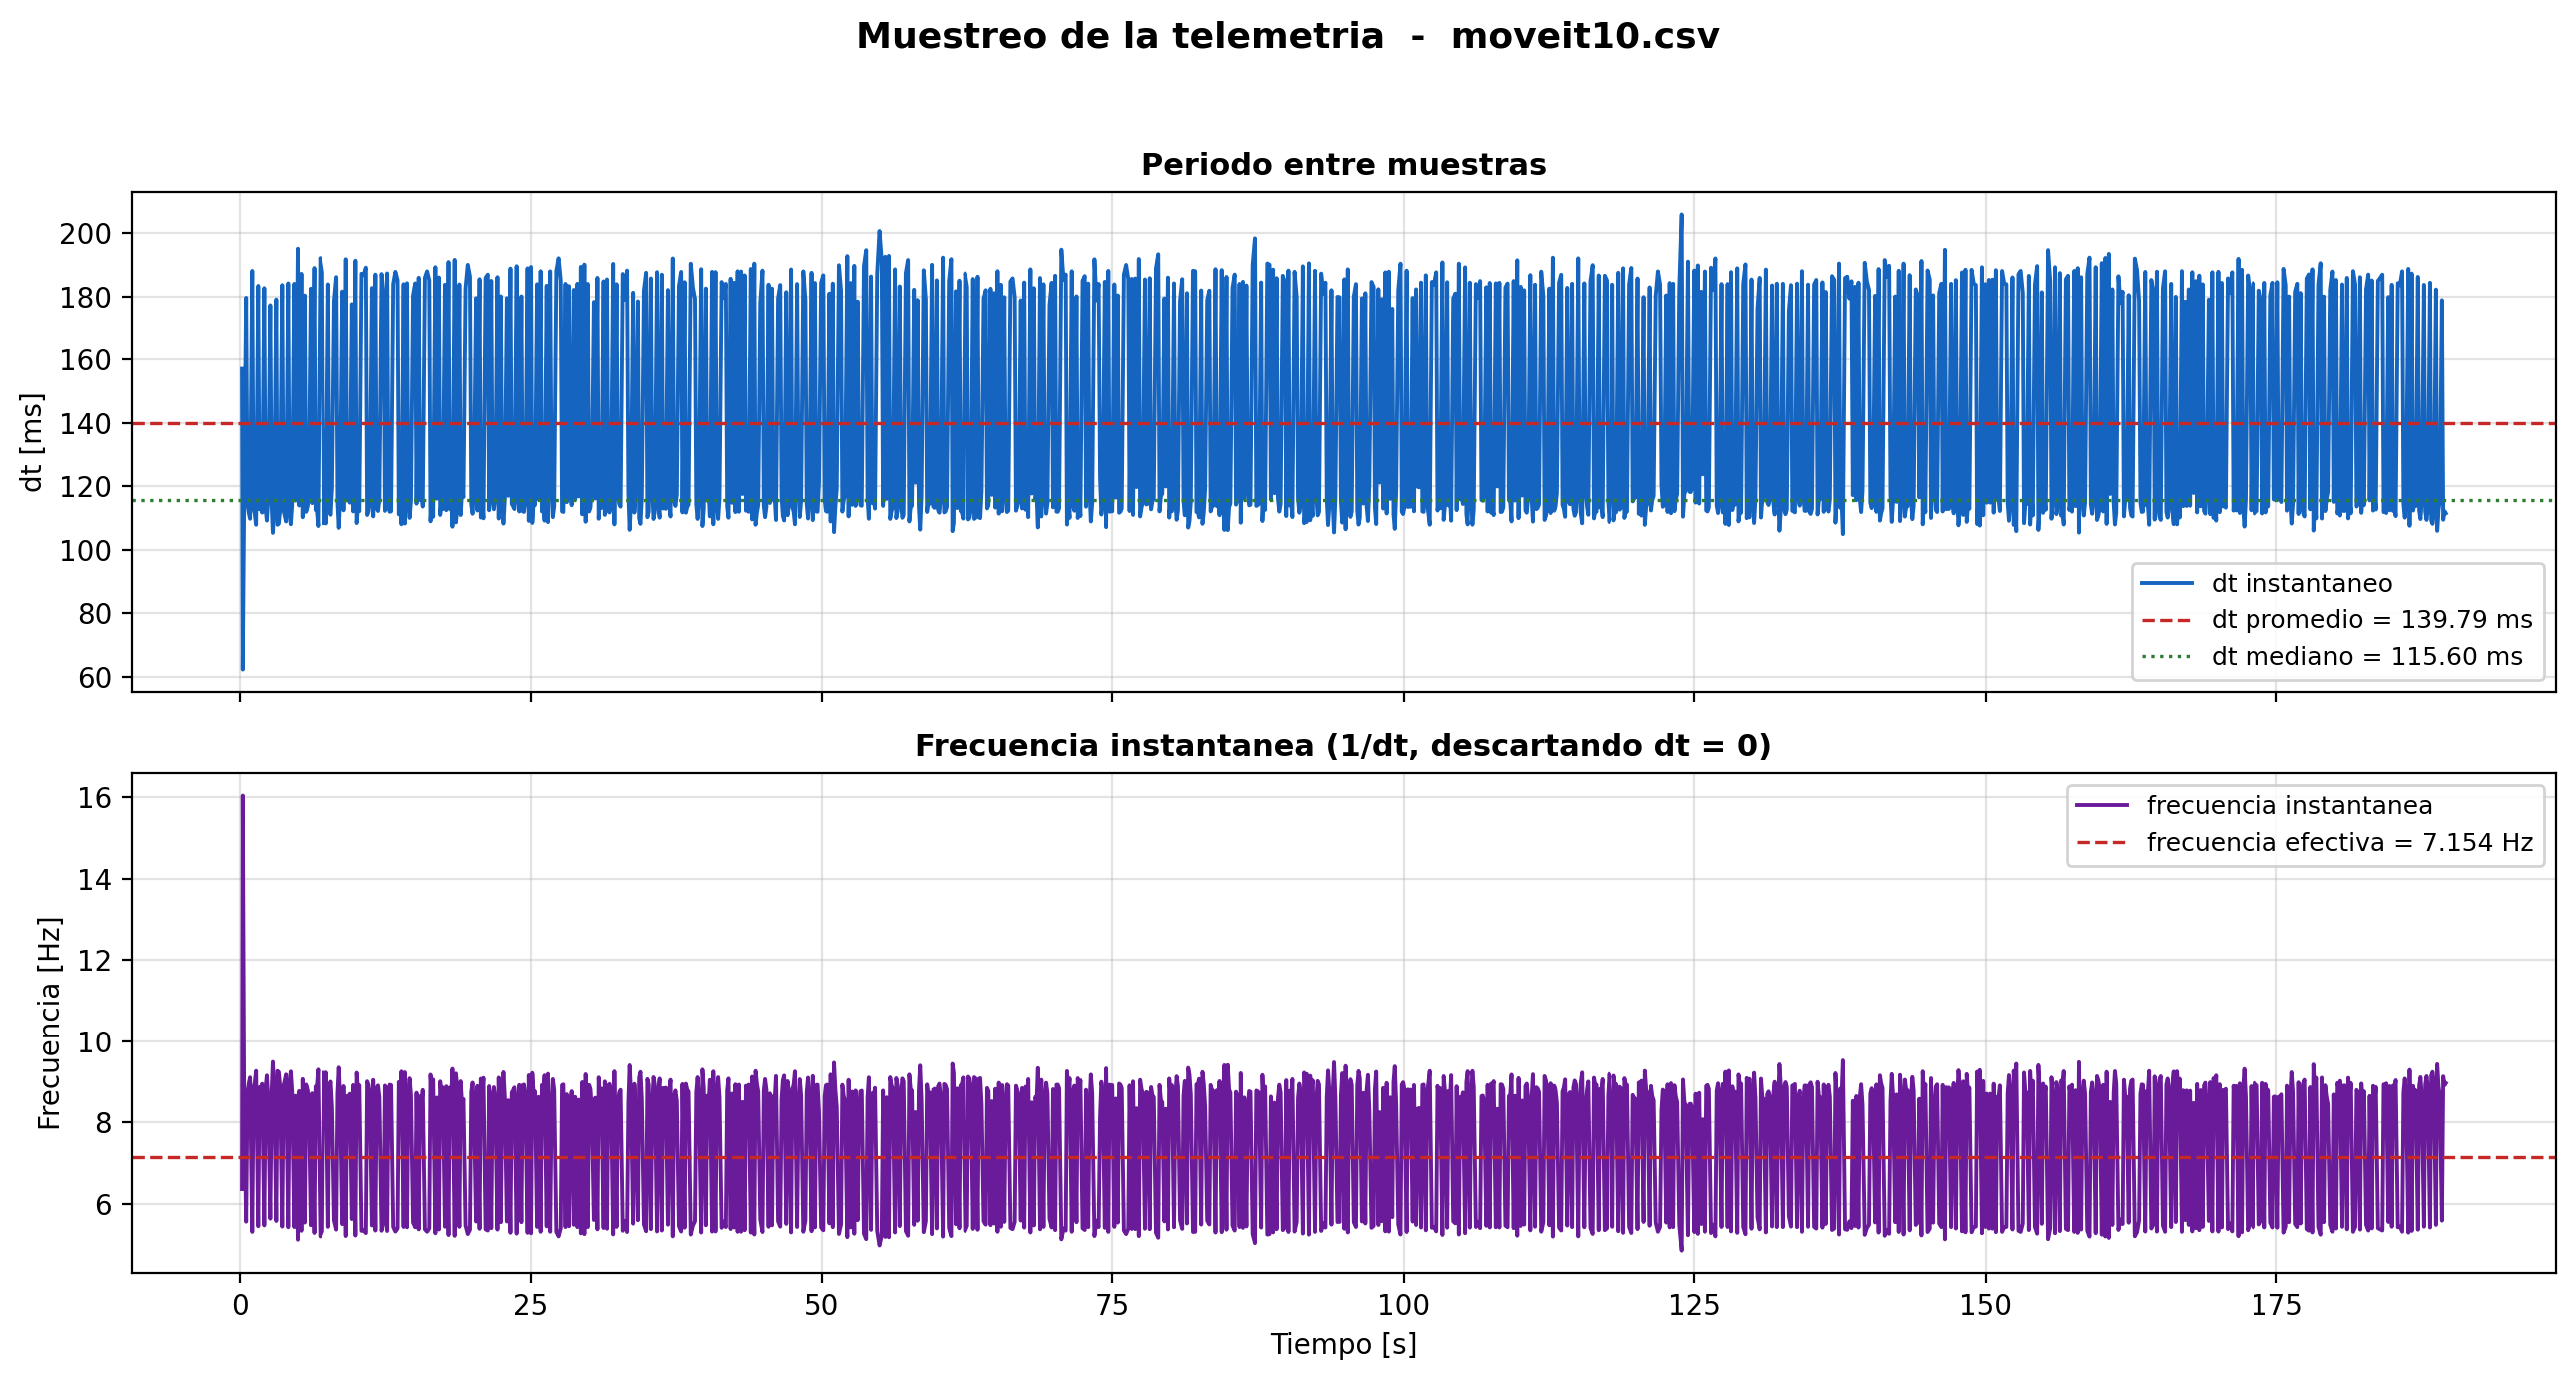 Muestreo de la telemetria - moveit10.csv
Periodo entre muestras
dt [ms]
200
180
160
140
120
100
80
60
dt instantaneo
dt promedio = 139.79 ms
dt mediano = 115.60 ms
Frecuencia instantanea (1/dt, descartando dt = 0)
Frecuencia [Hz]
16
14
12
10
8
6
frecuencia instantanea
frecuencia efectiva = 7.154 Hz
0 25 50 75 100 125 150 175
Tiempo [s]